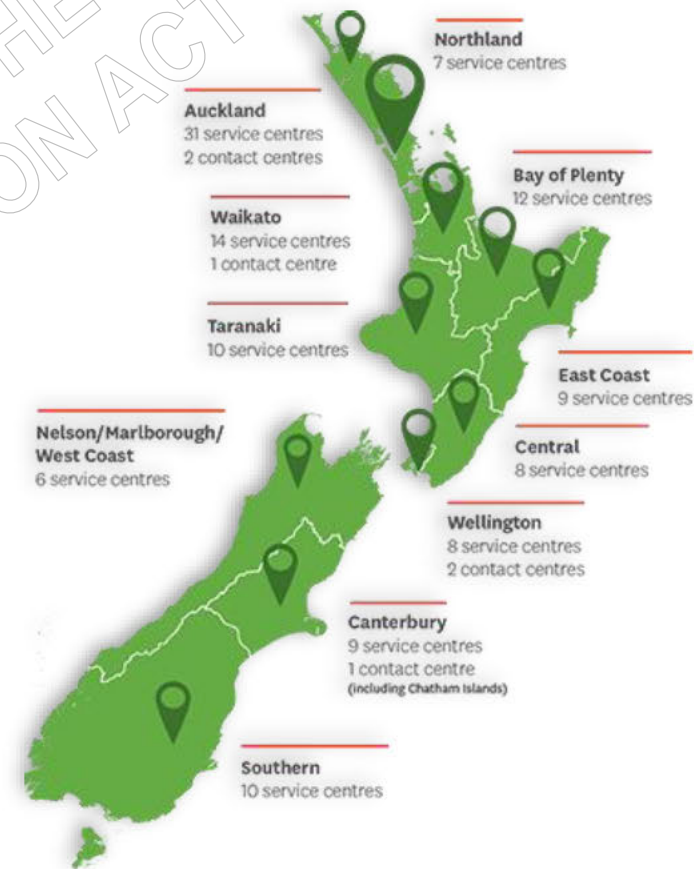 THE
ON ACT
Northland
7 service centres
Auckland
31 service centres
2 contact centres
Bay of Plenty
12 service centres
Waikato
14 service centres
1 contact centre
Taranaki
10 service centres
East Coast
9 service centres
Nelson/Marlborough/
West Coast
6 service centres
Central
8 service centres
Wellington
8 service centres
2 contact centres
Canterbury
9 service centres
1 contact centre
(including Chatham Islands)
Southern
10 service centres